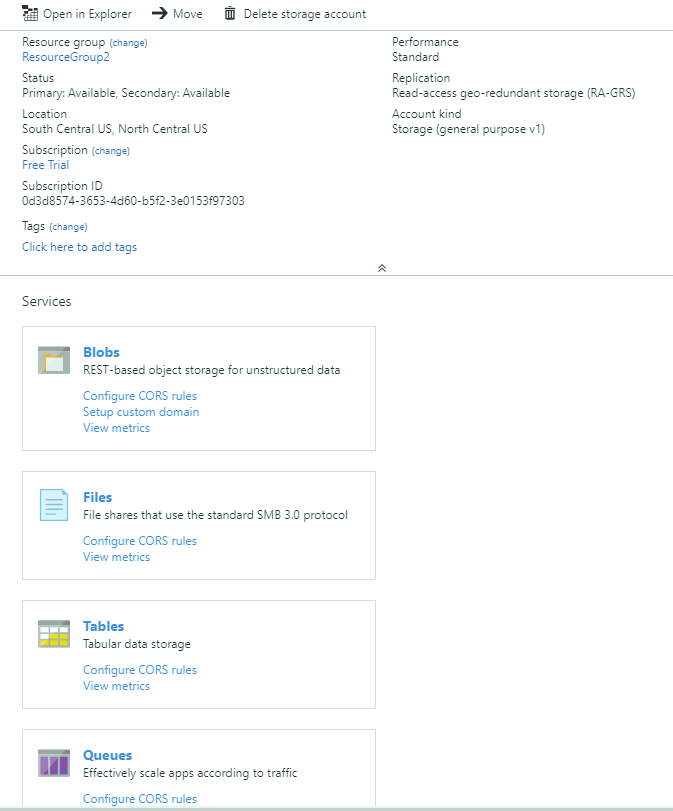 Open in Explorer Move Delete storage account
Resource group (change)
ResourceGroup2
Status
Primary: Available, Secondary: Available
Location
South Central US, North Central US
Subscription (change)
Free Trial
Subscription ID
0d3d8574-3653-4d60-b5f2-3e0153f97303
Tags (change)
Click here to add tags
Performance
Standard
Replication
Read-access geo-redundant storage (RA-GRS)
Account kind
Storage (general purpose v1)
Services
Blobs
REST-based object storage for unstructured data
Configure CORS rules
Setup custom domain
View metrics
Files
File shares that use the standard SMB 3.0 protocol
Configure CORS rules
View metrics
Tables
Tabular data storage
Configure CORS rules
View metrics
Queues
Effectively scale apps according to traffic
Configure CORS rules